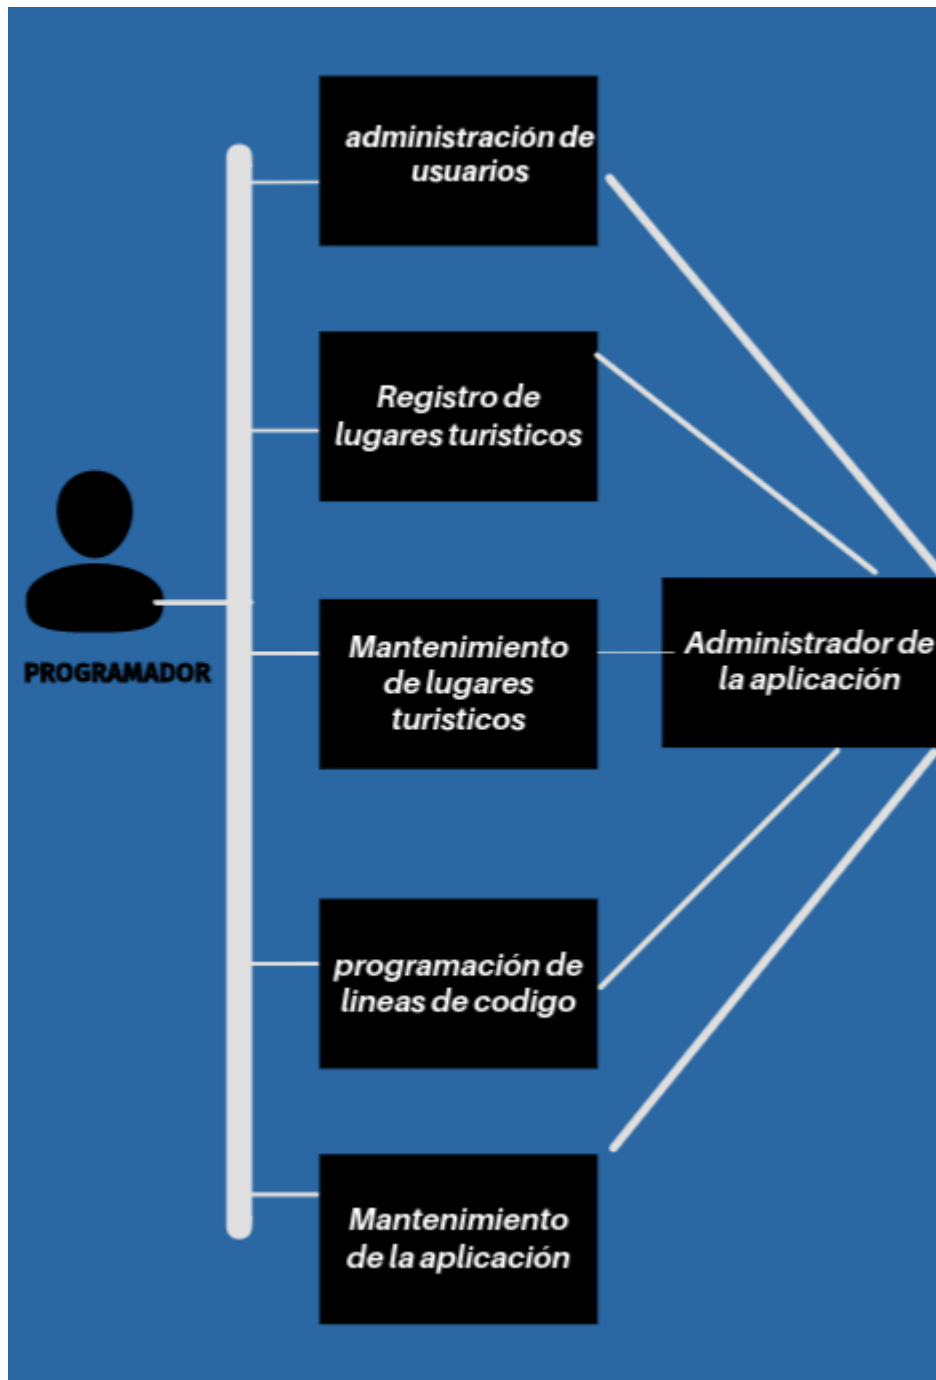 administración de
usuarios
Registro de
lugares turisticos
PROGRAMADOR
Mantenimiento
de lugares
turisticos
Administrador de
la aplicación
programación de
lineas de codigo
Mantenimiento
de la aplicación